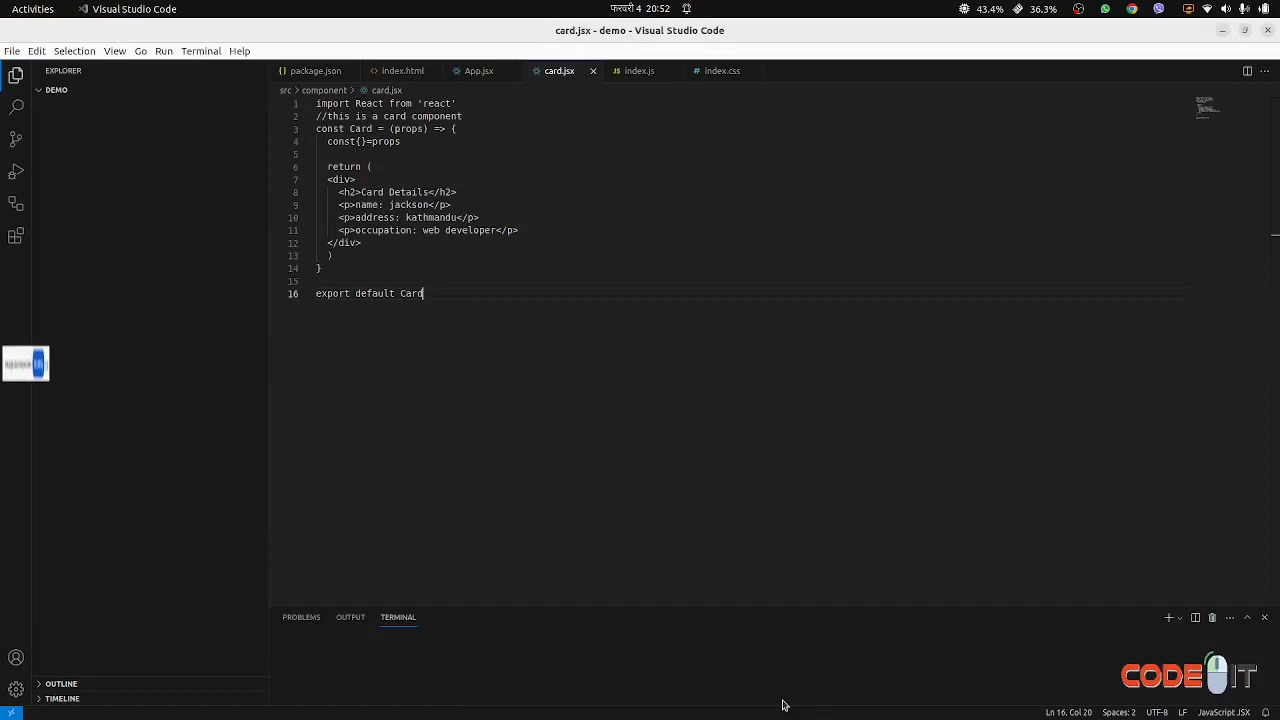 Activities
Visual Studio Code
फरवरी 4 20:52
43.4%
36.3%
card.jsx - demo - Visual Studio Code
File Edit Selection View Go Run Terminal Help
EXPLORER
DEMO
package.json
index.html
App.jsx
card.jsx
index.js
index.css
src > component > card.jsx
1 import React from 'react'
2 //this is a card component
3 const Card = (props) => {
4 const{}=props
5
6 return (
7 <div>
8 <h2>Card Details</h2>
9 <p>name: jackson</p>
10 <p>address: kathmandu</p>
11 <p>occupation: web developer</p>
12 </div>
13 )
14 }
15
16 export default Card
PROBLEMS OUTPUT TERMINAL
CODE IT
OUTLINE
TIMELINE
Ln 16, Col 20 Spaces: 2 UTF-8 LF JavaScript JSX